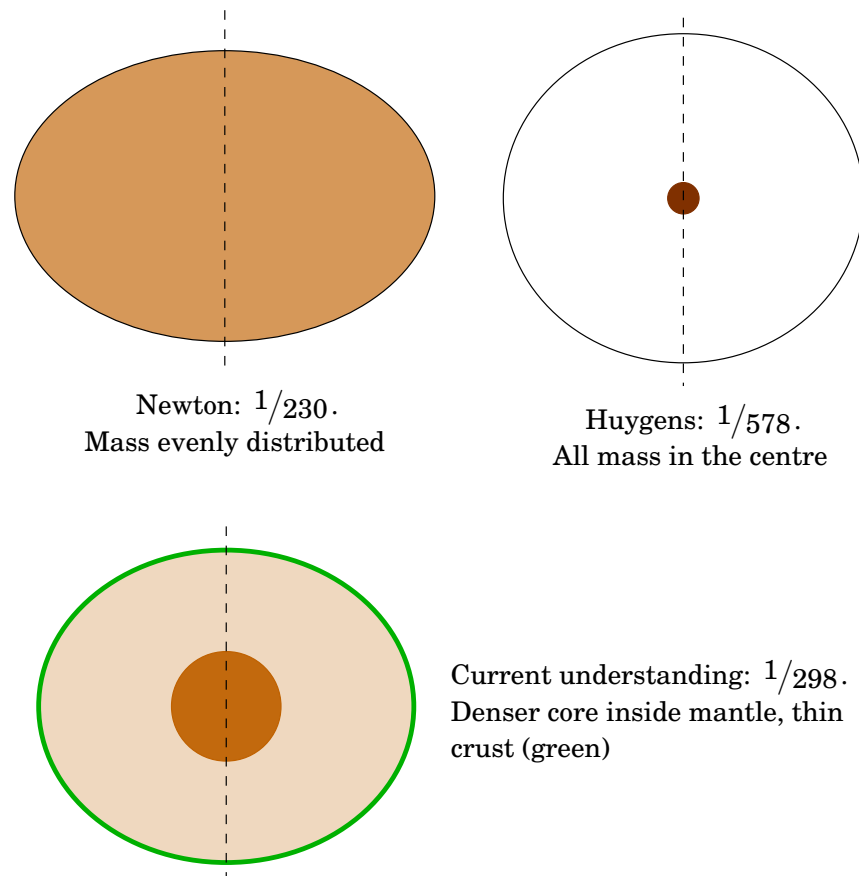 Newton: 1/230.
Mass evenly distributed
Huygens: 1/578.
All mass in the centre
Current understanding: 1/298.
Denser core inside mantle, thin
crust (green)